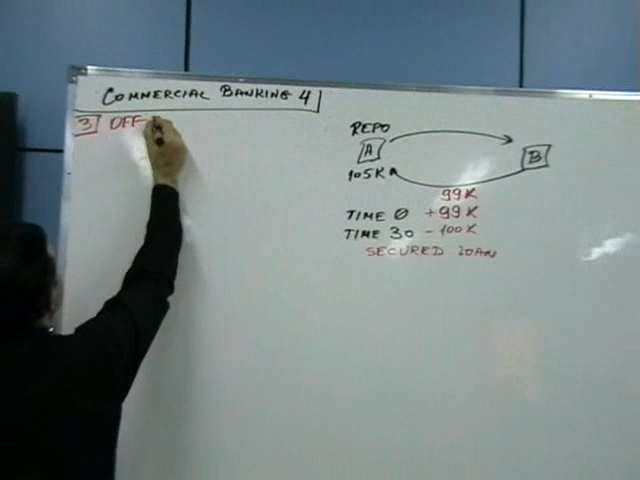 COMMERCIAL BANKING 4
3 OFF-
REPO
A
B
105K
99K
TIME 0 +99K
TIME 30 -100K
SECURED LOAN